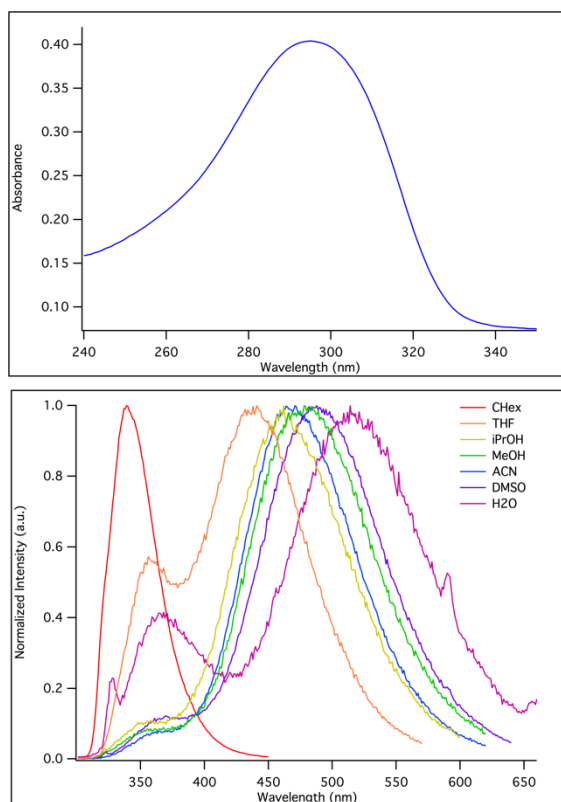 0.40
0.35
0.30
0.25
0.20
0.15
0.10
Absorbance
240 260 280 300 320 340
Wavelength (nm)
1.0
0.8
0.6
0.4
0.2
0.0
Normalized Intensity (a.u.)
CHex
THF
iPrOH
MeOH
ACN
DMSO
H2O
350 400 450 500 550 600 650
Wavelength (nm)